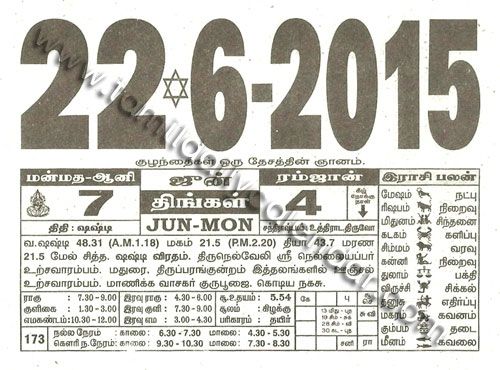 22-6-2015
குழந்தைகள் ஒரு தேசத்தின் ஞானம்.
மன்மத-ஆனி ஜுன் ரம்ஜான் இராசி பலன்
7 திங்கள் 4 கீழ் நோக்கு நாள்
திதி : ஷஷ்டி JUN-MON சந்திராஷ்டமம்: உத்திராட,திருவோ
வ.ஷஷ்டி 48.31 (A.M.1.18) மகம் 21.5 (P.M.2.20) தியா 43.7 மரண
21.5 மேல் சித்த. ஷஷ்டி விரதம். திருநெல்வேலி ஸ்ரீ நெல்லையப்பர்
உற்சவாரம்பம். மதுரை, திருப்பரங்குன்றம் இத்தலங்களில் ஊஞ்சல்
உற்சவாரம்பம். மாணிக்க வாசகர் குருபூஜை. கொடிய நகசு.
மேஷம் நட்பு
ரிஷபம் நிறைவு
மிதுனம் சிந்தனை
கடகம் களிப்பு
சிம்மம் வரவு
கன்னி நிறைவு
துலாம் பக்தி
விருச்சி சிக்கல்
தனுசு எதிர்ப்பு
மகரம் கவலை
கும்பம் தடை
மீனம் கவனம்
ராகு : 7.30 - 9.00 இரவு ராகு : 4.30 - 6.00 சூ.உதயம் : 5.54
குளிகை : 1.30 - 3.00 இரவு குளி : 7.30 - 9.00 சூலம் : கிழக்கு
எமகண்டம்:10.30-12.00 இரவு எம : 3.00 - 4.30 பரிகாரம் : தயிர்
கே பு
13 மிது - பு
சு வி
சனி ரா
173 நல்ல நேரம் : காலை: 6.30 - 7.30 மாலை: 4.30 - 5.30
கௌரி ந.நேரம் : காலை: 9.30 - 10.30 மாலை: 7.30 - 8.30
www.tamildailycalendar.com